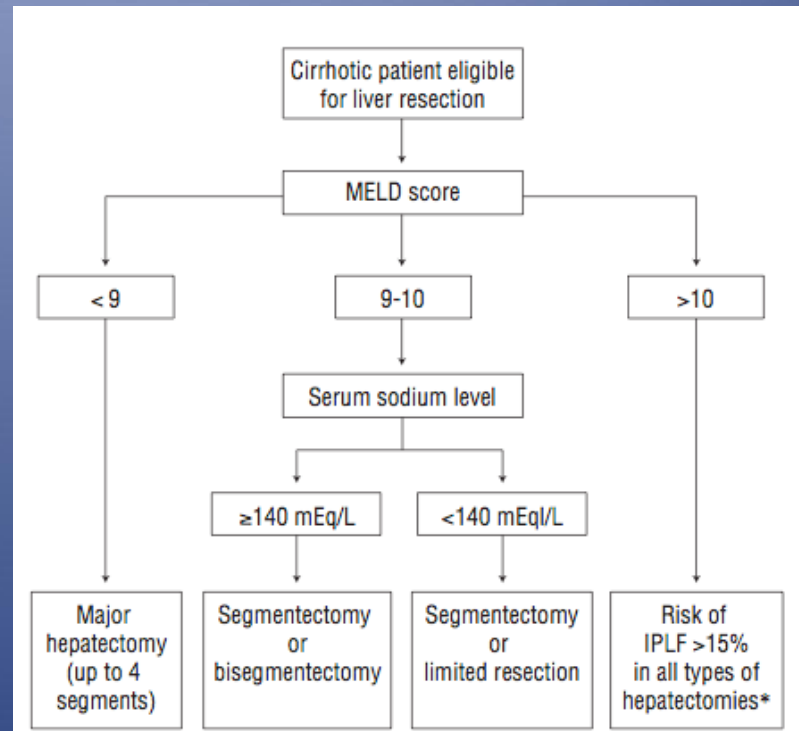 Cirrhotic patient eligible
for liver resection
MELD score
< 9
9-10
>10
Serum sodium level
≥140 mEq/L
<140 mEql/L
Major
hepatectomy
(up to 4
segments)
Segmentectomy
or
bisegmentectomy
Segmentectomy
or
limited resection
Risk of
IPLF >15%
in all types of
hepatectomies*